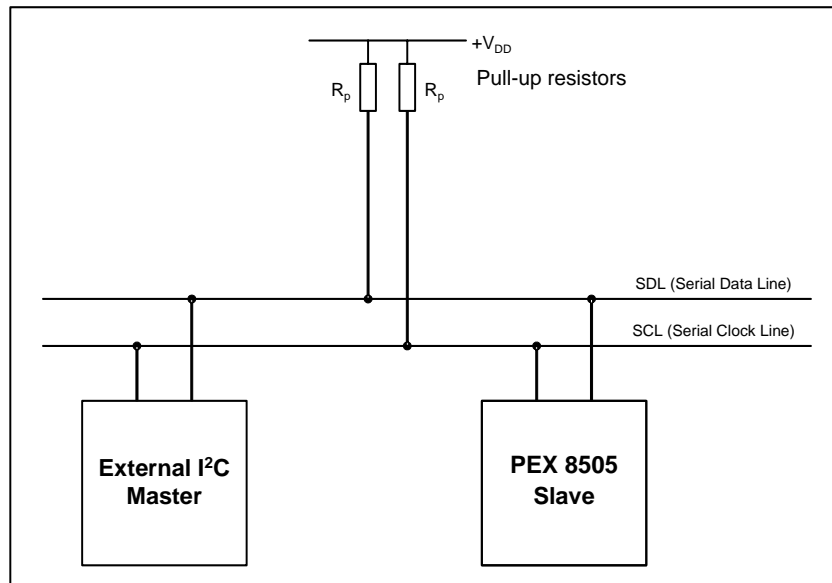 +VDD
Pull-up resistors
Rp
Rp
SDL (Serial Data Line)
SCL (Serial Clock Line)
External I²C
Master
PEX 8505
Slave